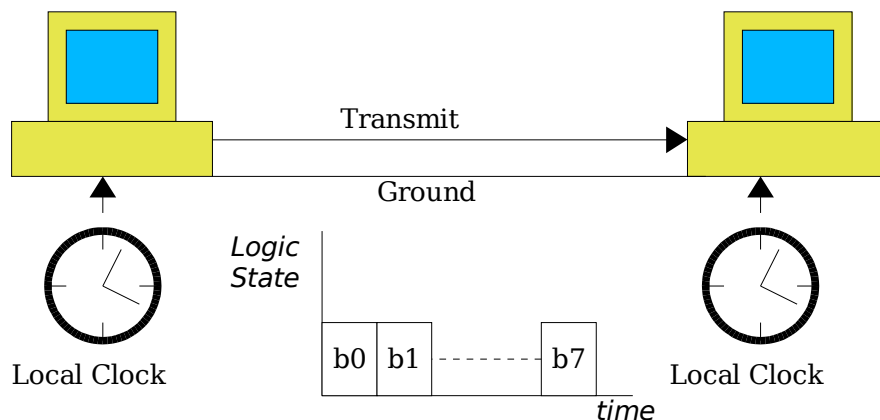 Transmit
Ground
Logic
State
b0 b1 b7
Local Clock
Local Clock
time